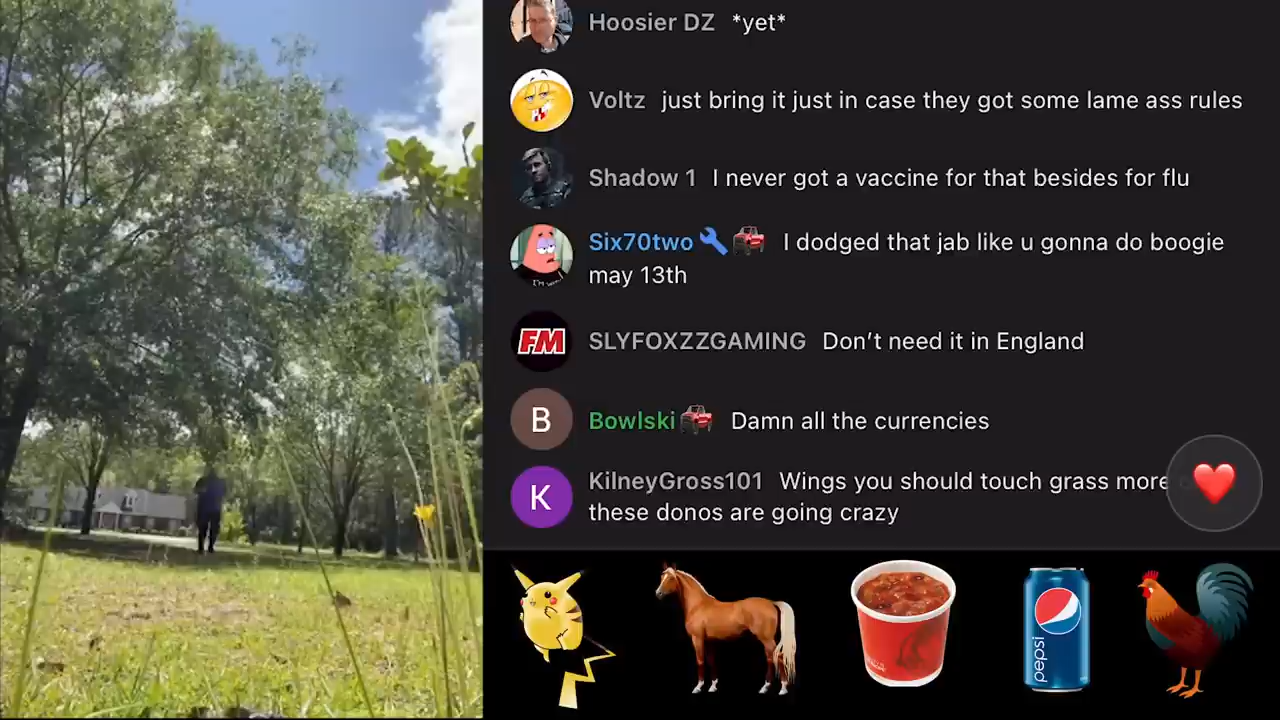 Hoosier DZ *yet*
Voltz just bring it just in case they got some lame ass rules
Shadow 1 I never got a vaccine for that besides for flu
Six70two I dodged that jab like u gonna do boogie
may 13th
FM
SLYFOXZZGAMING Don’t need it in England
B
Bowlski Damn all the currencies
K
KilneyGross101 Wings you should touch grass more
these donos are going crazy
pepsi